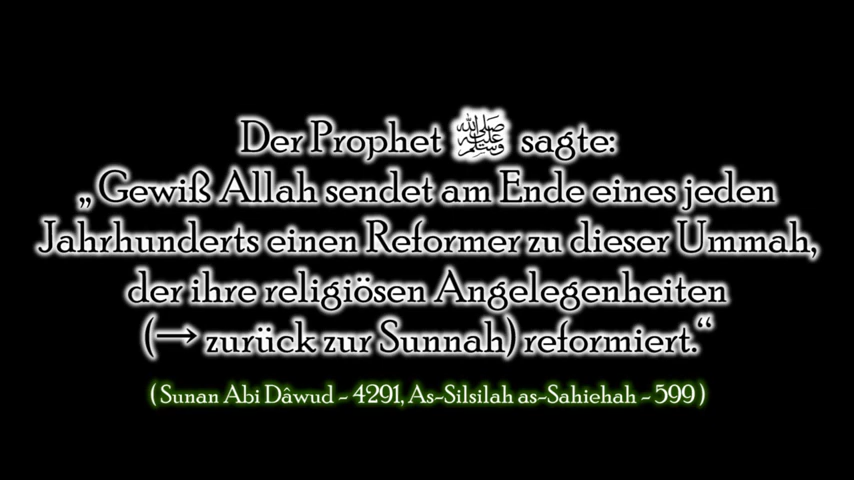 Der Prophet ﷺ sagte:
„Gewiß Allah sendet am Ende eines jeden
Jahrhunderts einen Reformer zu dieser Ummah,
der ihre religiösen Angelegenheiten
(→ zurück zur Sunnah) reformiert.“
( Sunan Abi Dâwud - 4291, As-Silsilah as-Sahiehah - 599 )